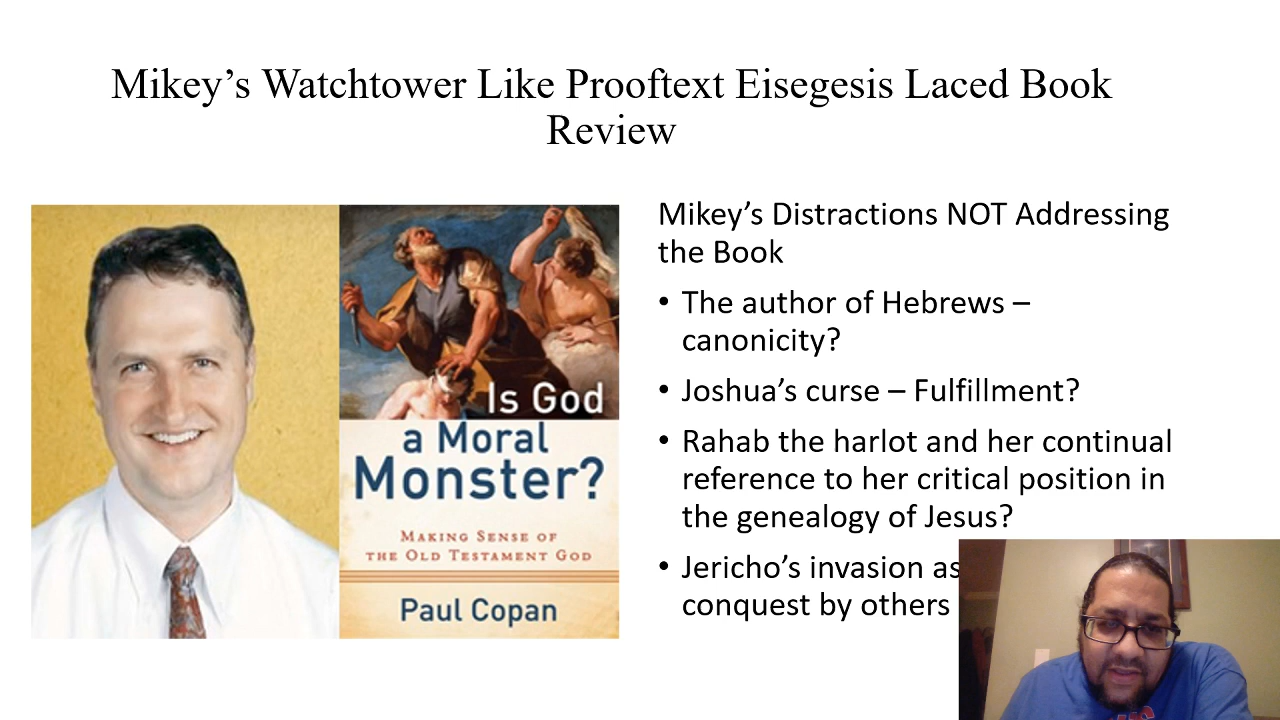 Mikey’s Watchtower Like Prooftext Eisegesis Laced Book
Review
Mikey’s Distractions NOT Addressing
the Book
• The author of Hebrews –
canonicity?
• Joshua’s curse – Fulfillment?
• Rahab the harlot and her continual
reference to her critical position in
the genealogy of Jesus?
• Jericho’s invasion as
conquest by others
Is God
a Moral
Monster?
Making Sense of
the Old Testament God
Paul Copan